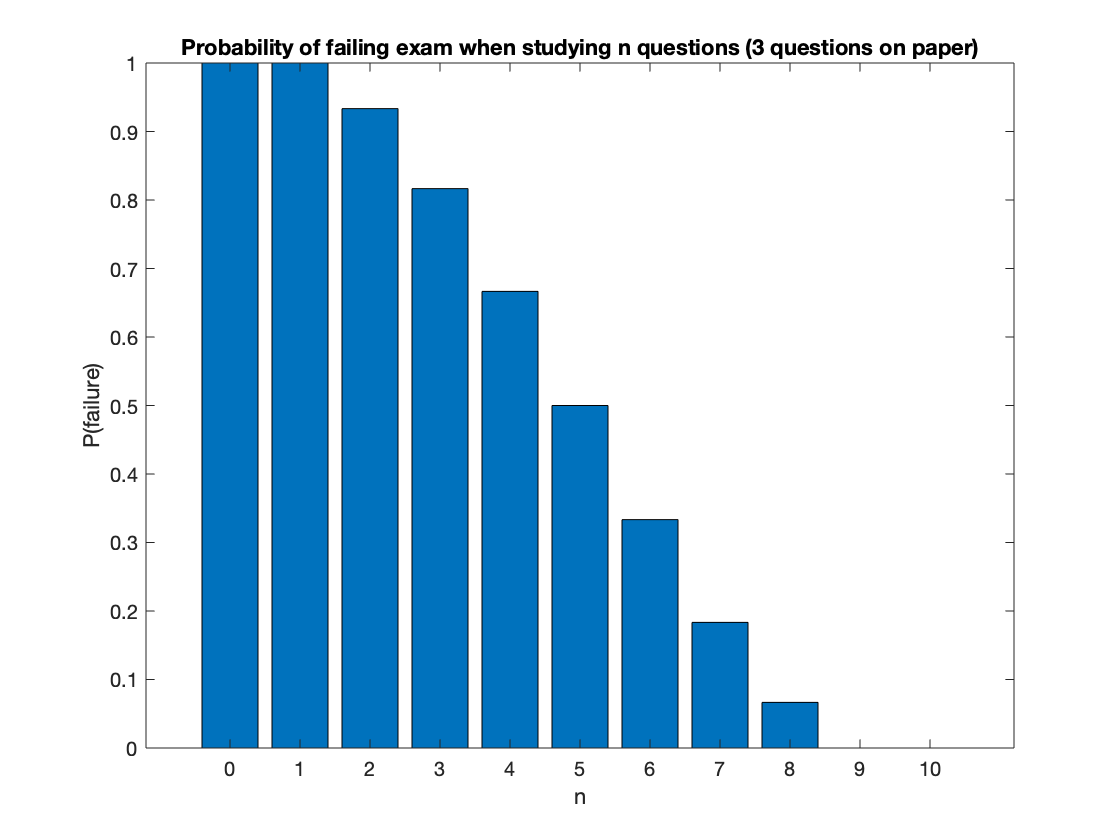 Probability of failing exam when studying n questions (3 questions on paper)
1
0.9
0.8
0.7
0.6
0.5
0.4
0.3
0.2
0.1
0
P(failure)
0 1 2 3 4 5 6 7 8 9 10
n